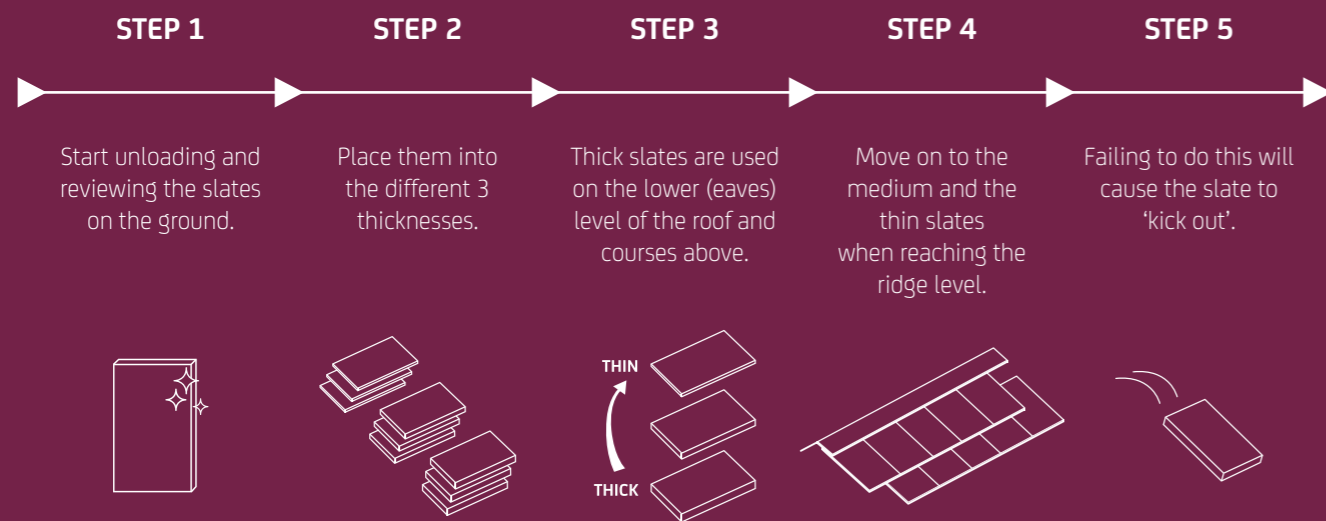 STEP 1
Start unloading and
reviewing the slates
on the ground.
STEP 2
Place them into
the different 3
thicknesses.
STEP 3
Thick slates are used
on the lower (eaves)
level of the roof and
courses above.
THIN
THICK
STEP 4
Move on to the
medium and the
thin slates
when reaching the
ridge level.
STEP 5
Failing to do this will
cause the slate to
‘kick out’.